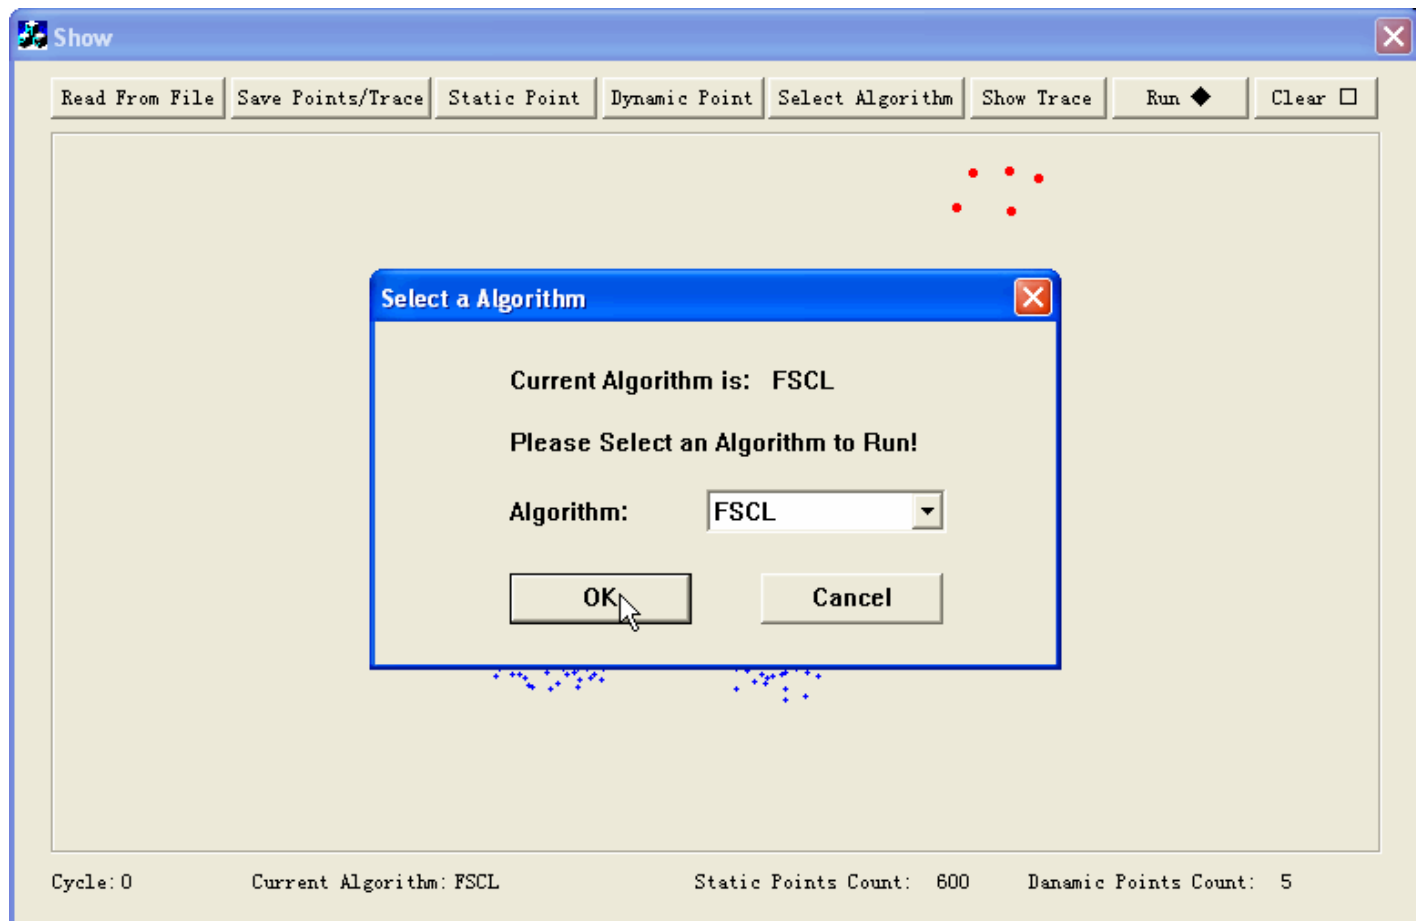 Show
Read From File Save Points/Trace Static Point Dynamic Point Select Algorithm Show Trace Run Clear
Select a Algorithm
Current Algorithm is: FSCL
Please Select an Algorithm to Run!
Algorithm: FSCL
OK Cancel
Cycle:0 Current Algorithm:FSCL Static Points Count: 600 Danamic Points Count: 5